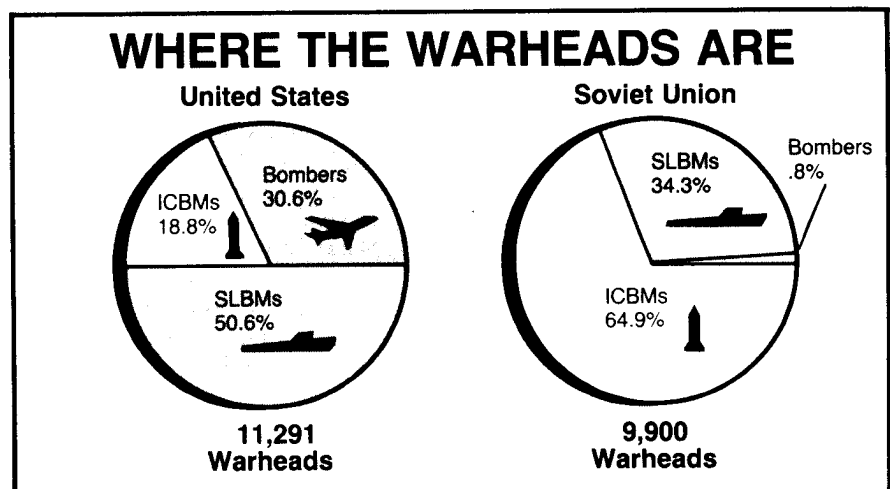 WHERE THE WARHEADS ARE
United States
Bombers
30.6%
ICBMs
18.8%
SLBMs
50.6%
11,291
Warheads
Soviet Union
SLBMs
34.3%
Bombers
.8%
ICBMs
64.9%
9,900
Warheads